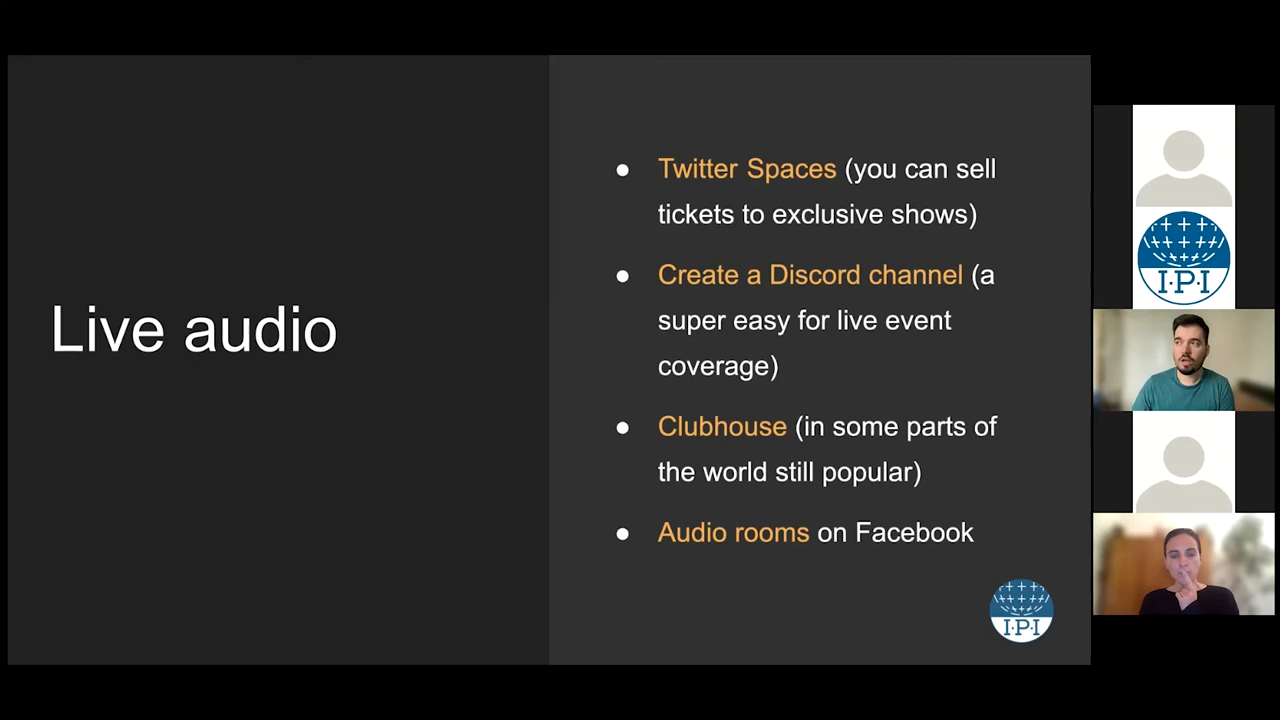 Live audio
● Twitter Spaces (you can sell
tickets to exclusive shows)
● Create a Discord channel (a
super easy for live event
coverage)
● Clubhouse (in some parts of
the world still popular)
● Audio rooms on Facebook
I·P·I
I·P·I